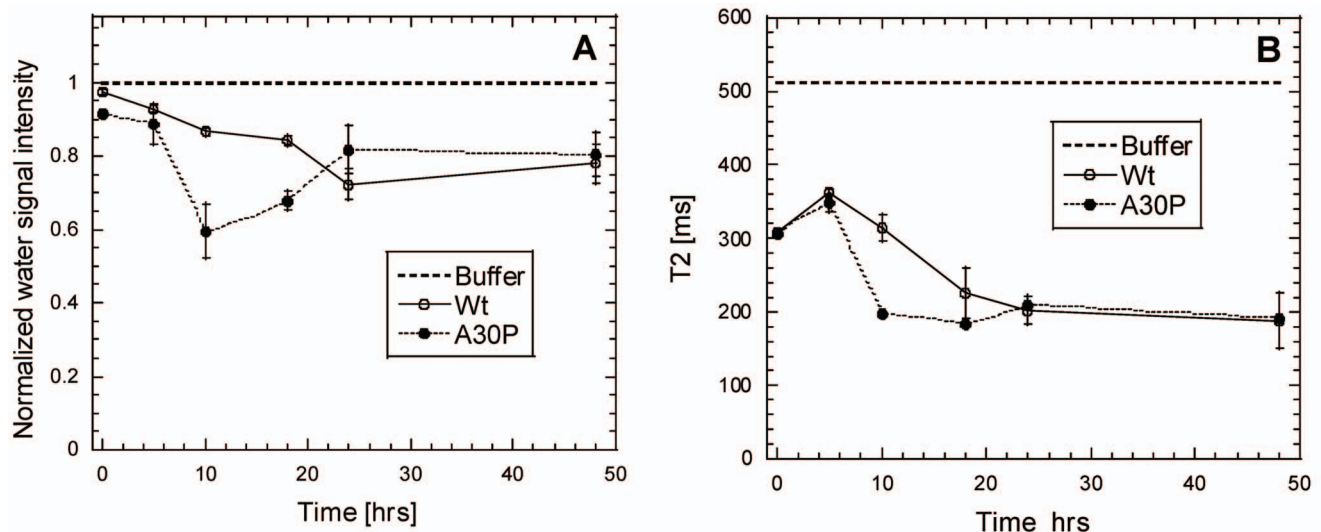 A
Normalized water signal intensity
1
0.8
0.6
0.4
0.2
0
Buffer
Wt
A30P
0 10 20 30 40 50
Time [hrs]
B
T2 [ms]
600
500
400
300
200
100
0
Buffer
Wt
A30P
0 10 20 30 40 50
Time hrs